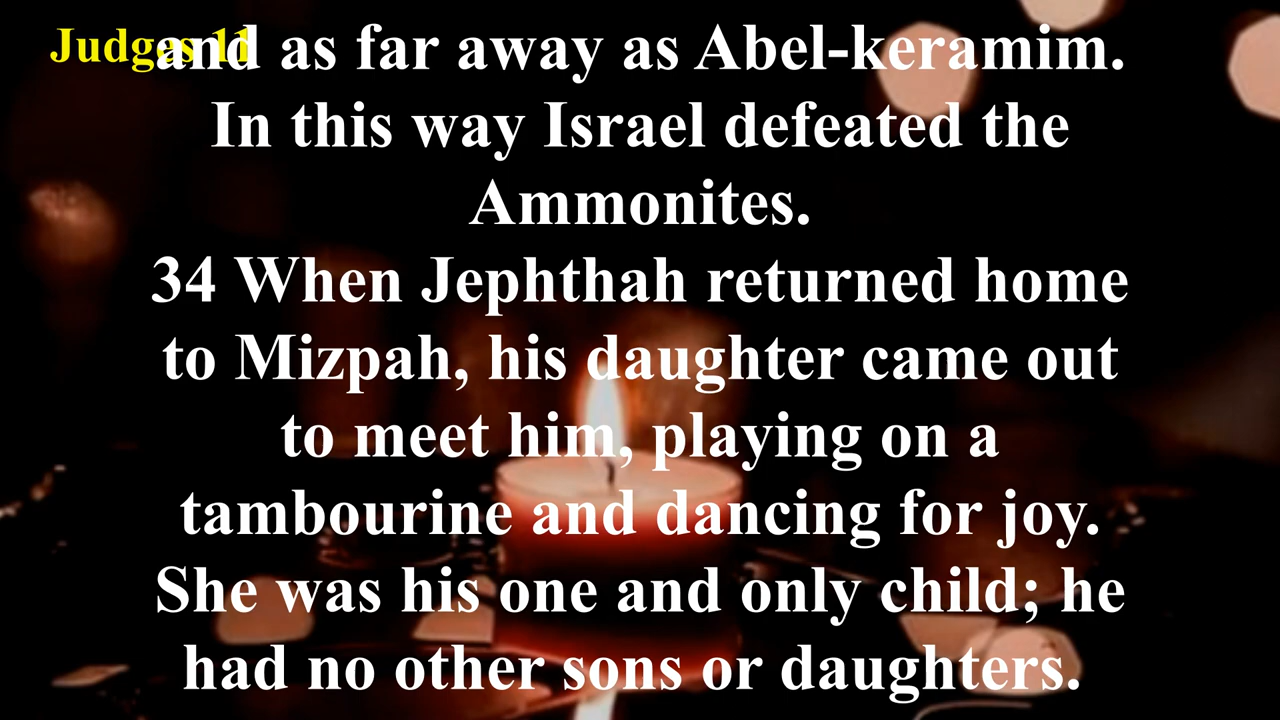 Judges 11
and as far away as Abel-keramim.
In this way Israel defeated the
Ammonites.
34 When Jephthah returned home
to Mizpah, his daughter came out
to meet him, playing on a
tambourine and dancing for joy.
She was his one and only child; he
had no other sons or daughters.